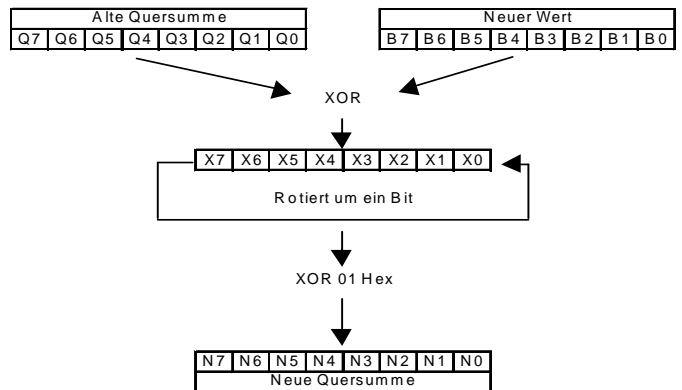 Alte Quersumme
Q7 Q6 Q5 Q4 Q3 Q2 Q1 Q0
Neuer Wert
B7 B6 B5 B4 B3 B2 B1 B0
XOR
X7 X6 X5 X4 X3 X2 X1 X0
Rotiert um ein Bit
XOR 01 Hex
N7 N6 N5 N4 N3 N2 N1 N0
Neue Quersumme